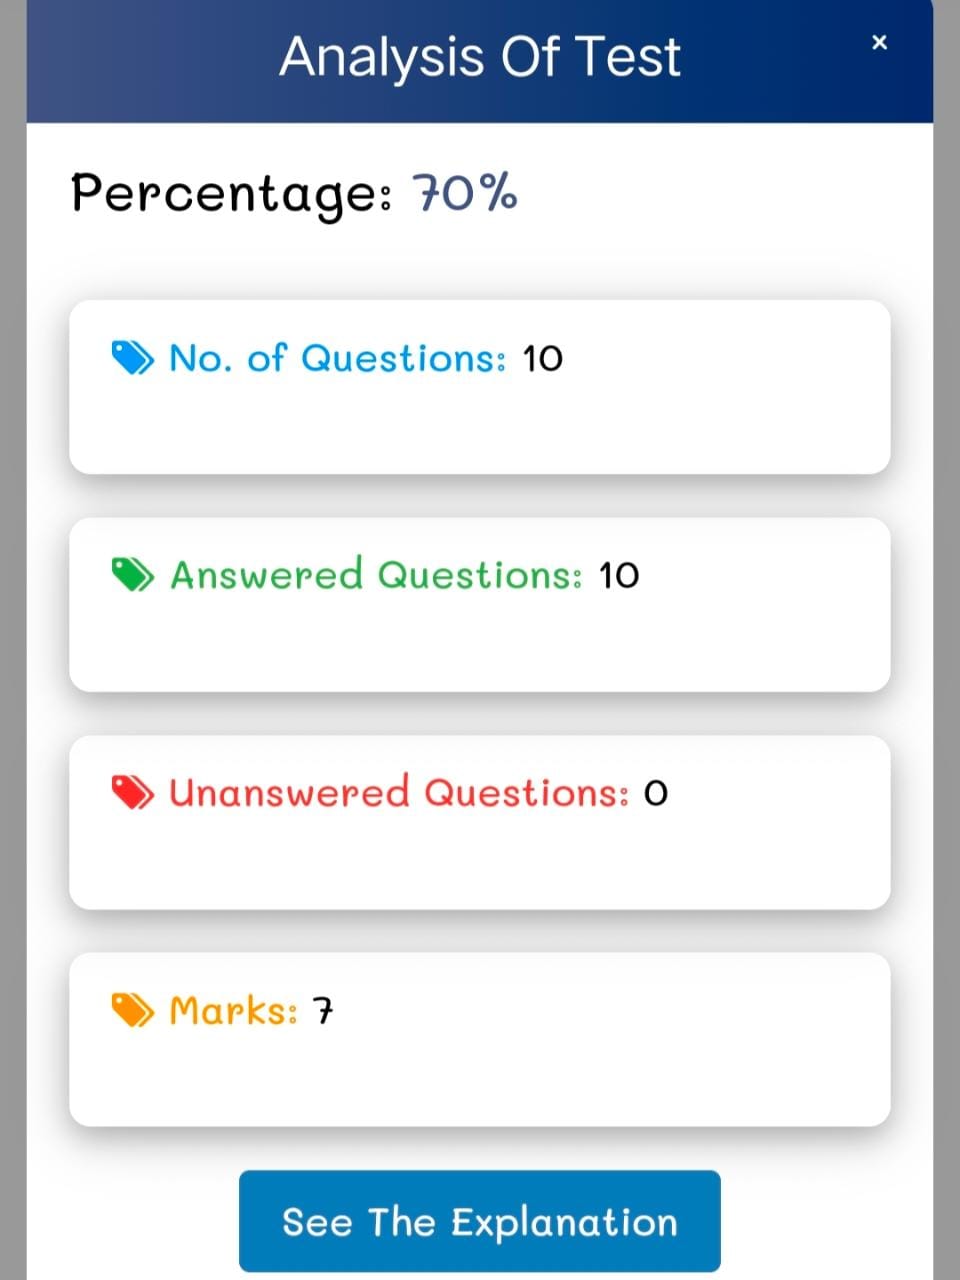 Analysis Of Test
×
Percentage: 70%
No. of Questions: 10
Answered Questions: 10
Unanswered Questions: 0
Marks: 7
See The Explanation